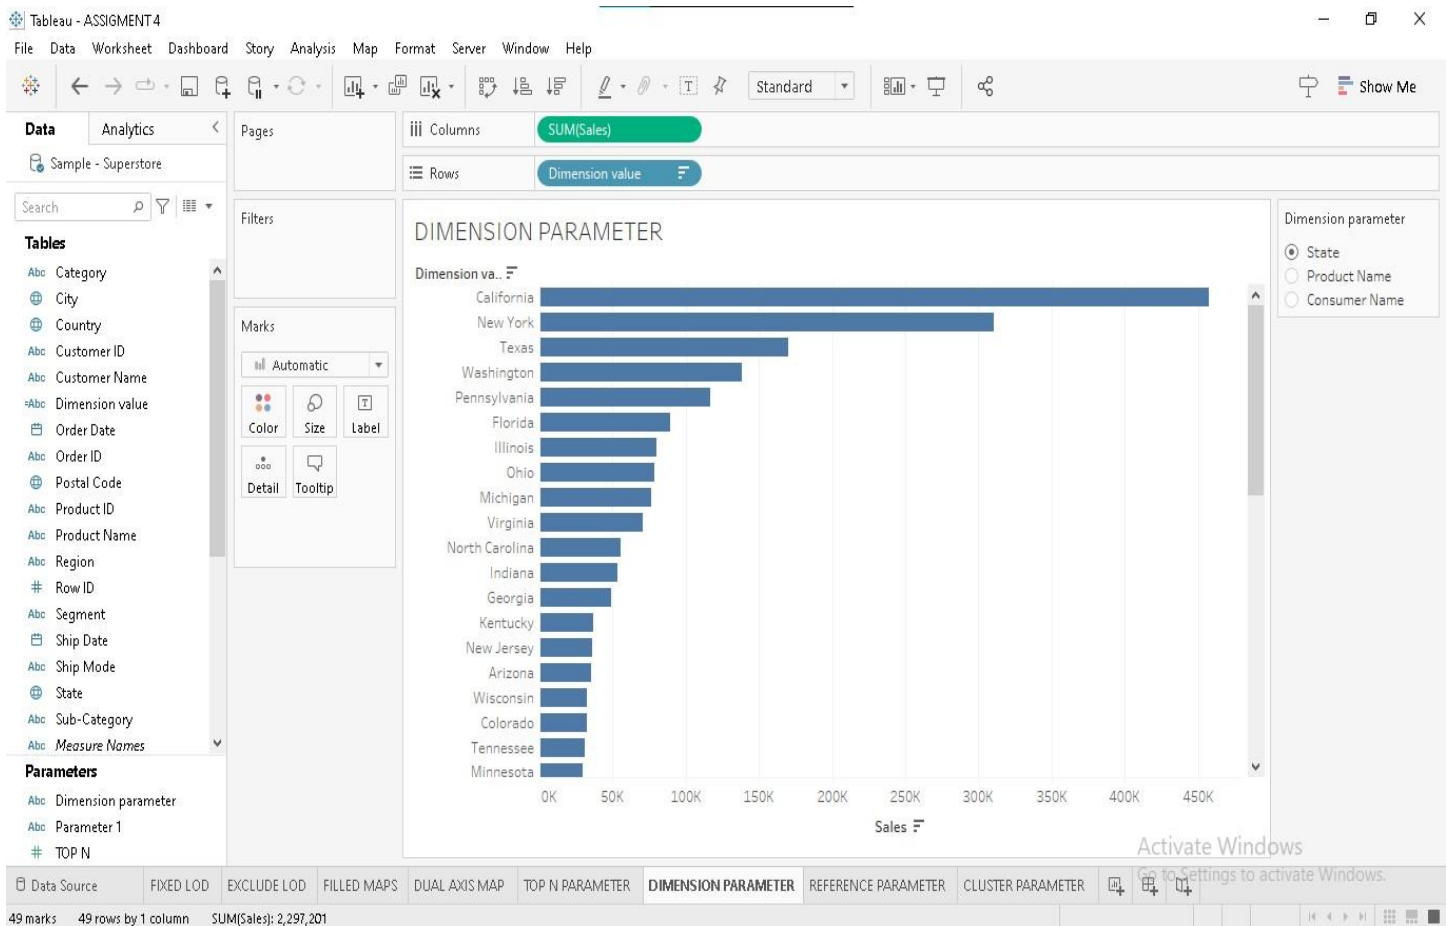 Tableau - ASSIGMENT4
File Data Worksheet Dashboard Story Analysis Map Format Server Window Help
Standard
Show Me
Data Analytics
Sample - Superstore
Search
Tables
Abc Category
City
Country
Abc Customer ID
Abc Customer Name
=Abc Dimension value
Order Date
Abc Order ID
Postal Code
Abc Product ID
Abc Product Name
Abc Region
# Row ID
Abc Segment
Ship Date
Abc Ship Mode
State
Abc Sub-Category
Abc Measure Names
Parameters
Abc Dimension parameter
Abc Parameter 1
# TOP N
Pages
Filters
Marks
Automatic
Color Size Label
Detail Tooltip
Columns SUM(Sales)
Rows Dimension value
DIMENSION PARAMETER
Dimension va..
California
New York
Texas
Washington
Pennsylvania
Florida
Illinois
Ohio
Michigan
Virginia
North Carolina
Indiana
Georgia
Kentucky
New Jersey
Arizona
Wisconsin
Colorado
Tennessee
Minnesota
0K 50K 100K 150K 200K 250K 300K 350K 400K 450K
Sales
Dimension parameter
State
Product Name
Consumer Name
Activate Windows
Go to Settings to activate Windows.
Data Source FIXED LOD EXCLUDE LOD FILLED MAPS DUAL AXIS MAP TOP N PARAMETER DIMENSION PARAMETER REFERENCE PARAMETER CLUSTER PARAMETER
49 marks 49 rows by 1 column SUM(Sales): 2,297,201